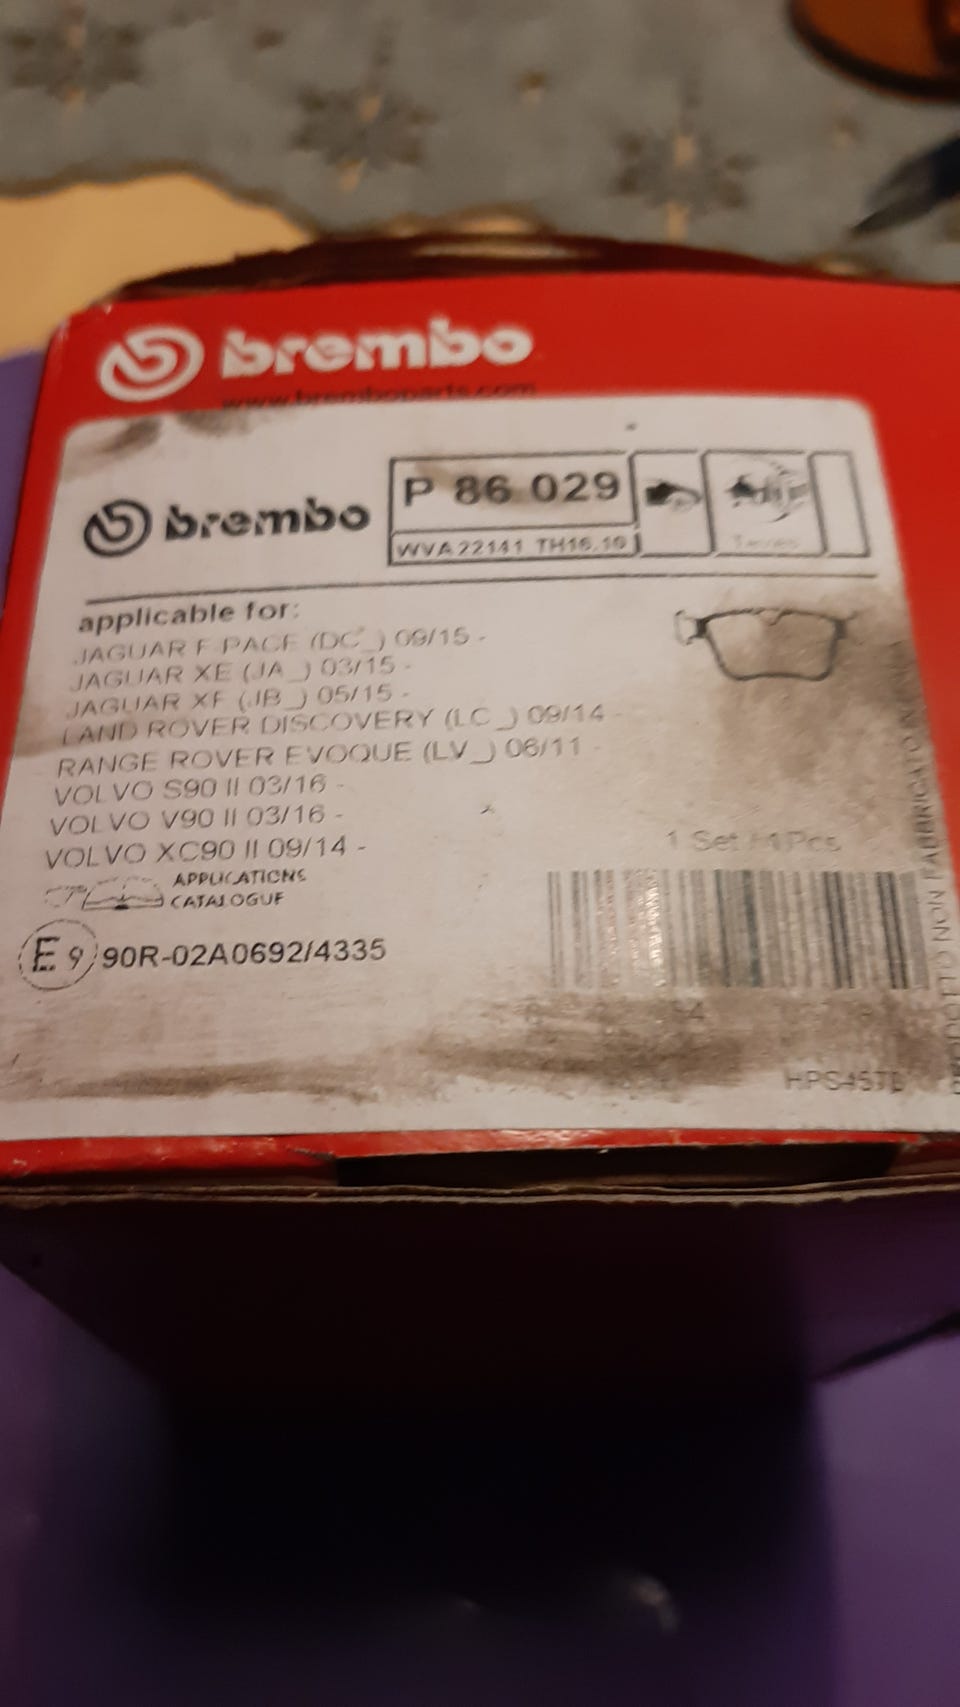 brembo
www.bremboparts.com
brembo
P 86 029
WVA 22141 TH16.10
applicable for:
JAGUAR F PACE (DC_) 09/15 -
JAGUAR XE (JA_) 03/15 -
JAGUAR XF (JB_) 05/15 -
LAND ROVER DISCOVERY (LC_) 09/14 -
RANGE ROVER EVOQUE (LV_) 06/11 -
VOLVO S90 II 03/16 -
VOLVO V90 II 03/16 -
VOLVO XC90 II 09/14 -
1 Set / 4 Pcs
APPLICATIONS
CATALOGUE
E 9 90R-02A0692/4335
PRODOTTO NON FABBRICATO IN